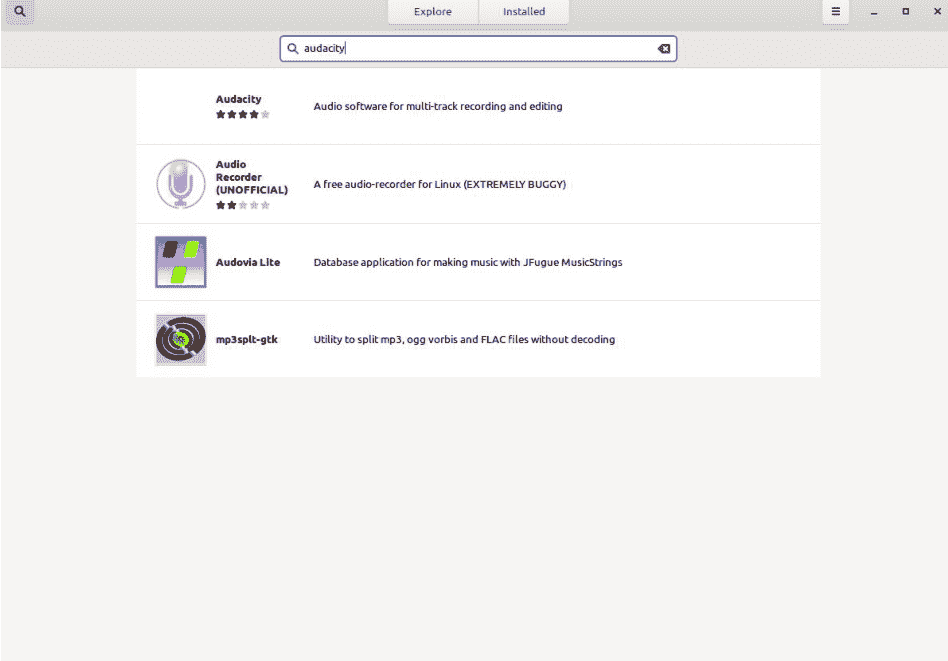 Explore Installed
audacity
Audacity
Audio software for multi-track recording and editing
Audio
Recorder
(UNOFFICIAL)
A free audio-recorder for Linux (EXTREMELY BUGGY)
Audovia Lite
Database application for making music with JFugue MusicStrings
mp3splt-gtk
Utility to split mp3, ogg vorbis and FLAC files without decoding